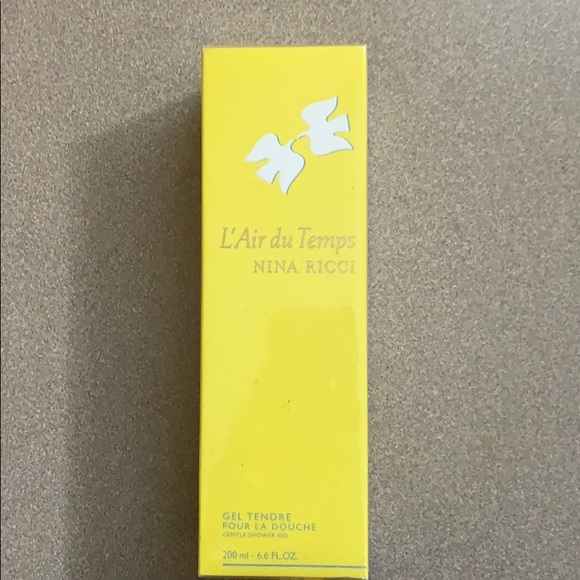 L'Air du Temps
NINA RICCI
GEL TENDRE
POUR LA DOUCHE
GENTLE SHOWER GEL
200 ml - 6.6 FL.OZ.